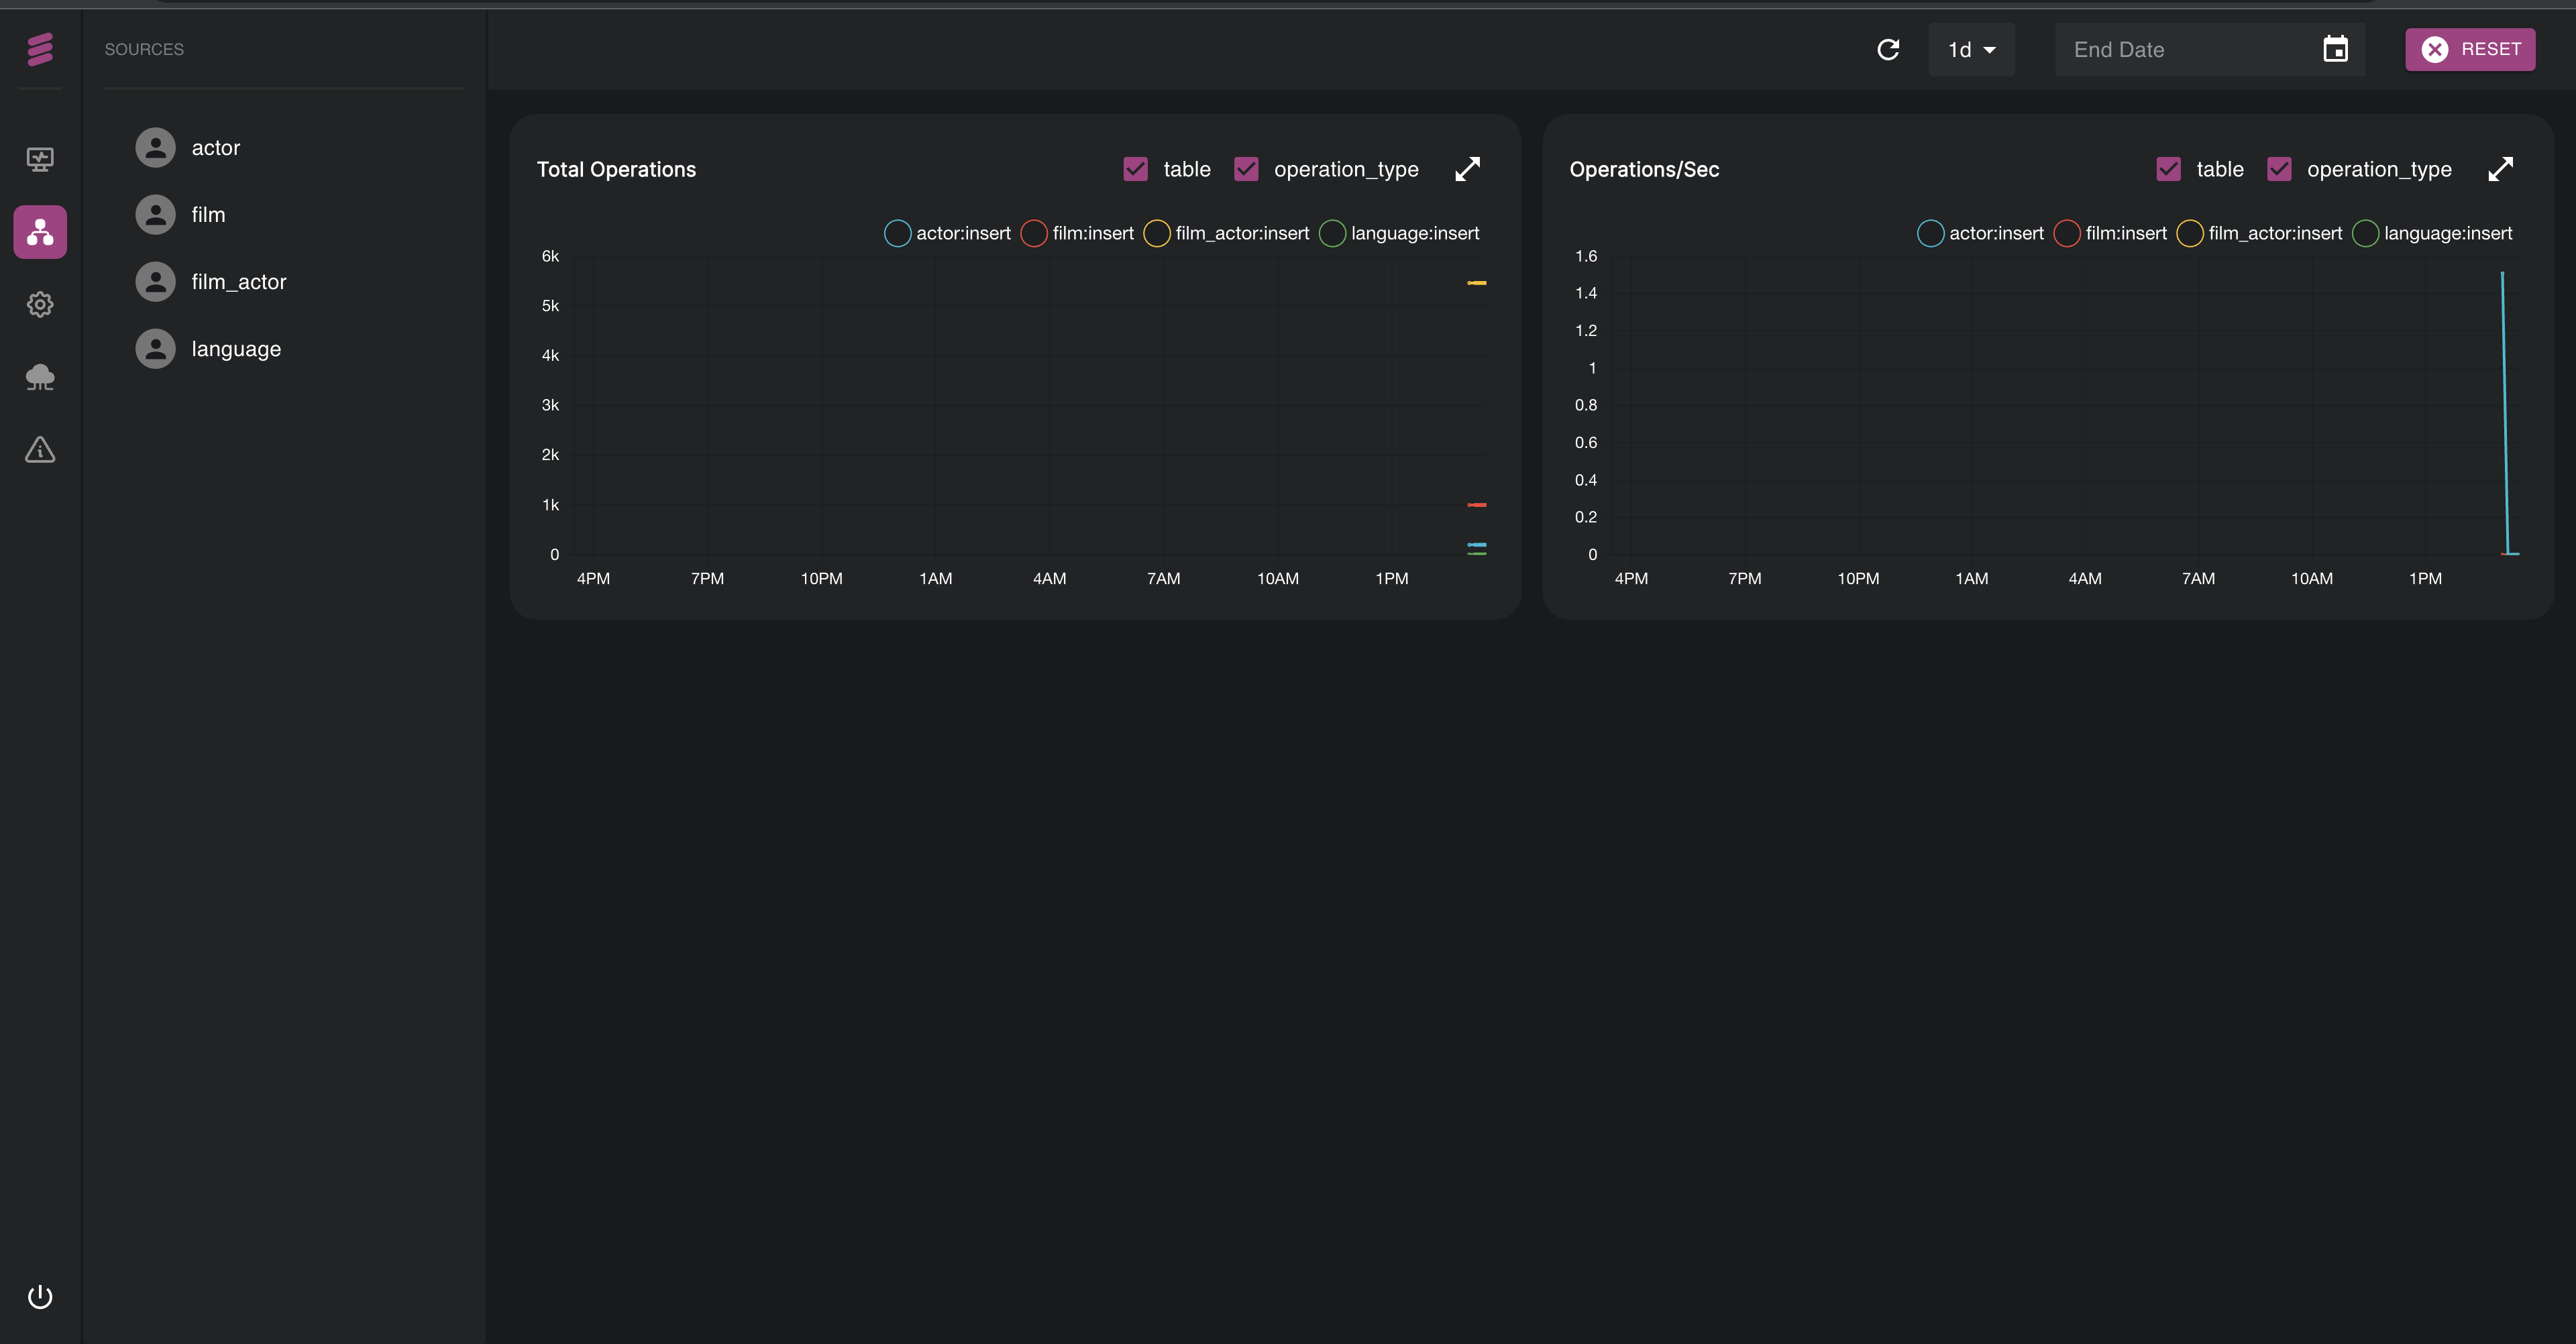 SOURCES
actor
film
film_actor
language
1d
End Date
RESET
Total Operations
table
operation_type
actor:insert film:insert film_actor:insert language:insert
6k
5k
4k
3k
2k
1k
0
4PM 7PM 10PM 1AM 4AM 7AM 10AM 1PM
Operations/Sec
table
operation_type
actor:insert film:insert film_actor:insert language:insert
1.6
1.4
1.2
1
0.8
0.6
0.4
0.2
0
4PM 7PM 10PM 1AM 4AM 7AM 10AM 1PM